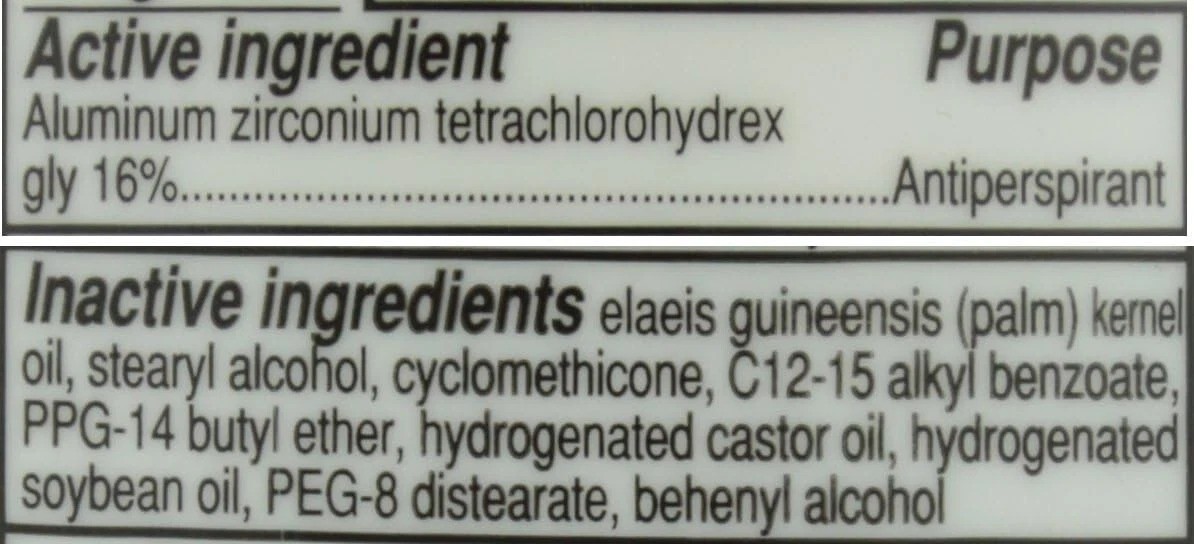 Active ingredient Purpose
Aluminum zirconium tetrachlorohydrex
gly 16%................................................................Antiperspirant
Inactive ingredients elaeis guineensis (palm) kernel
oil, stearyl alcohol, cyclomethicone, C12-15 alkyl benzoate,
PPG-14 butyl ether, hydrogenated castor oil, hydrogenated
soybean oil, PEG-8 distearate, behenyl alcohol